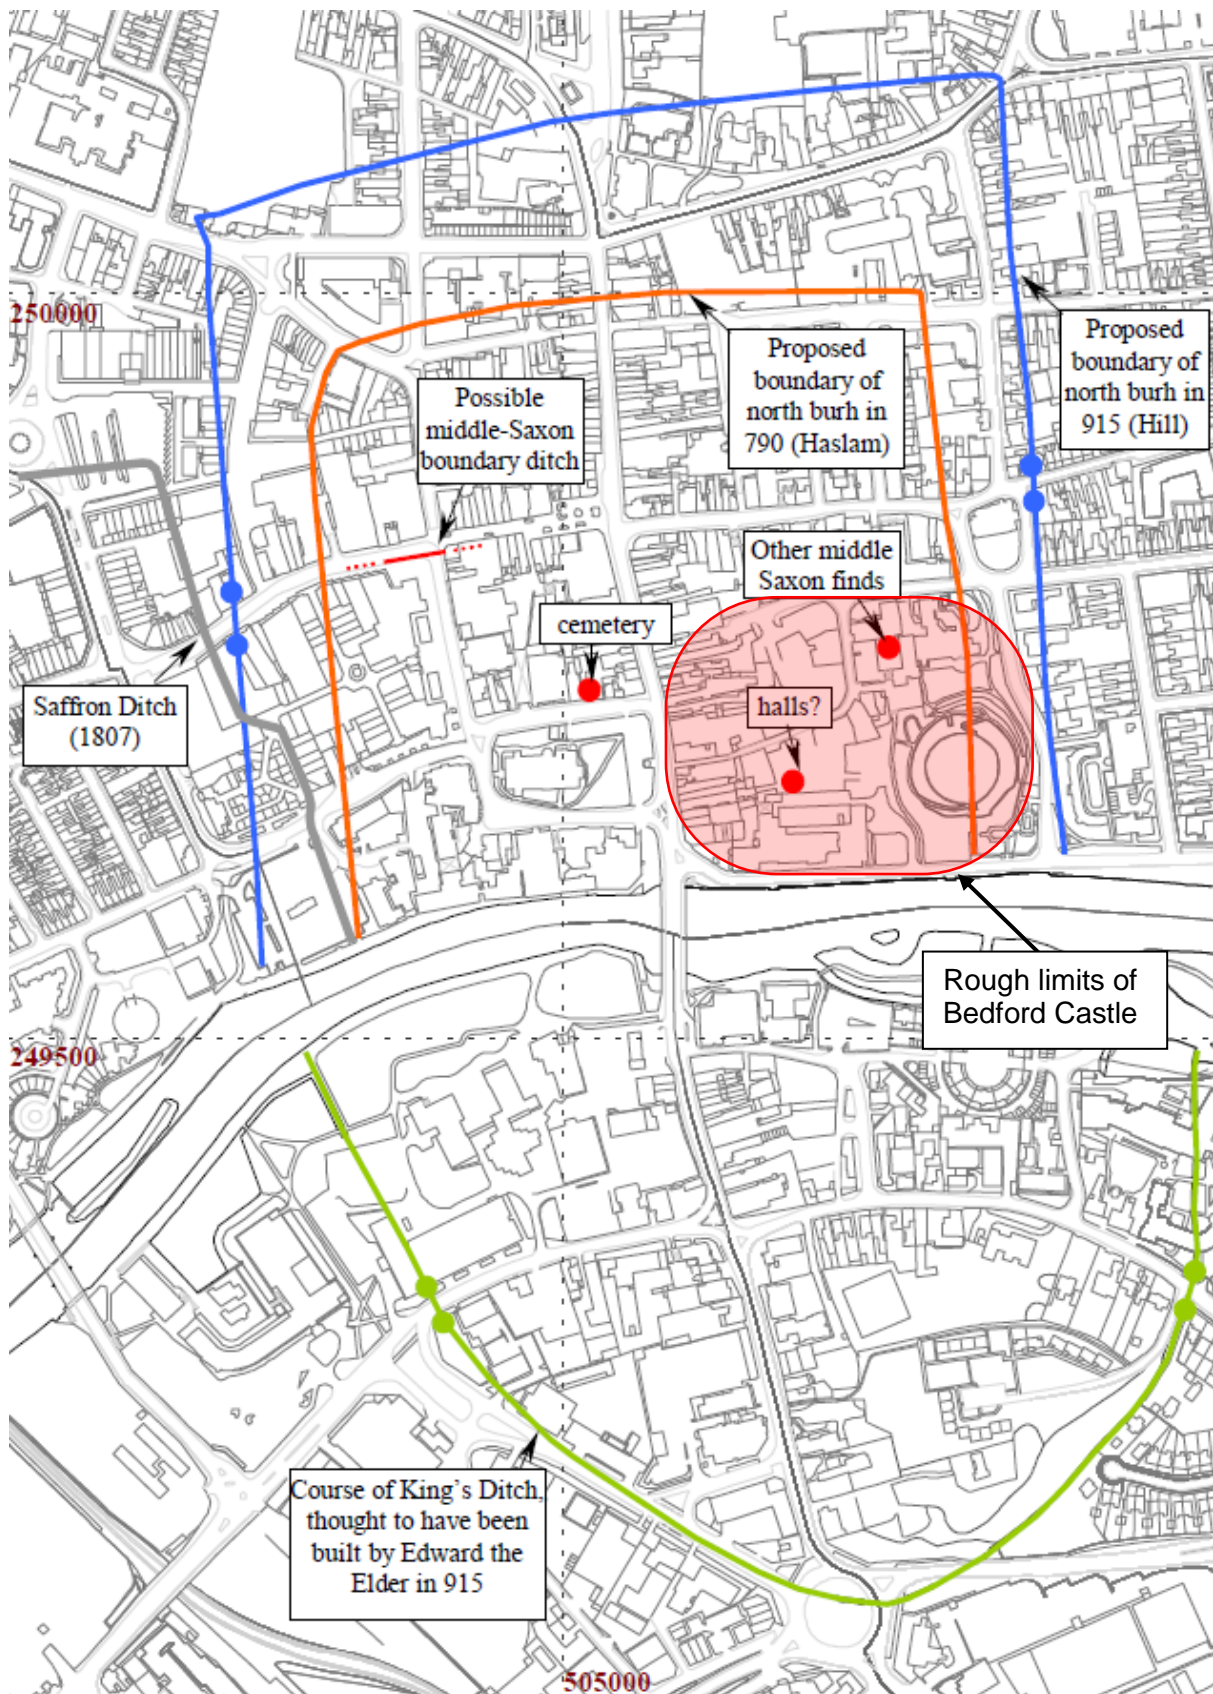 250000
Proposed
boundary of
north burh in
790 (Haslam)
Proposed
boundary of
north burh in
915 (Hill)
Possible
middle-Saxon
boundary ditch
Other middle
Saxon finds
cemetery
halls?
Saffron Ditch
(1807)
Rough limits of
Bedford Castle
249500
Course of King's Ditch,
thought to have been
built by Edward the
Elder in 915
505000